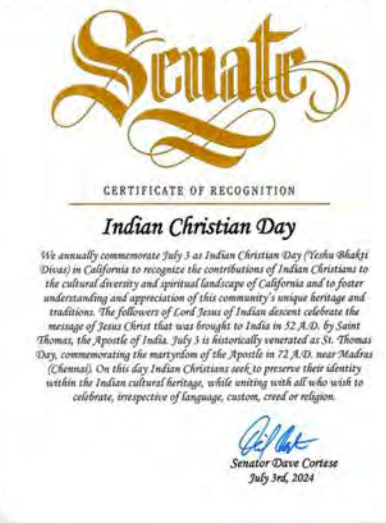 Senate
CERTIFICATE OF RECOGNITION
Indian Christian Day
We annually commemorate July 3 as Indian Christian Day (Yeshu Bhakti
Divas) in California to recognize the contributions of Indian Christians to
the cultural diversity and spiritual landscape of California and to foster
understanding and appreciation of this community's unique heritage and
traditions. The followers of Lord Jesus of Indian descent celebrate the
message of Jesus Christ that was brought to India in 52 A.D. by Saint
Thomas, the Apostle of India. July 3 is historically venerated as St. Thomas
Day, commemorating the martyrdom of the Apostle in 72 A.D. near Madras
(Chennai). On this day Indian Christians seek to preserve their identity
within the Indian cultural heritage, while uniting with all who wish to
celebrate, irrespective of language, custom, creed or religion.
Senator Dave Cortese
July 3rd, 2024